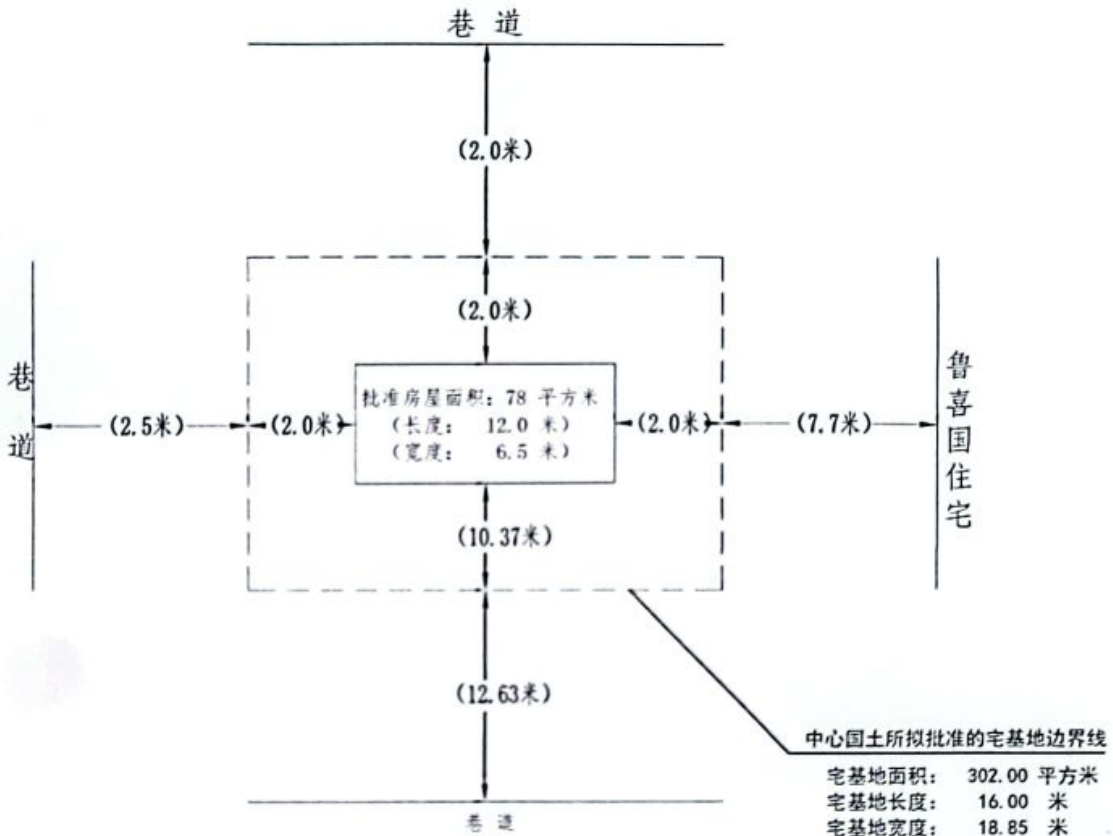 巷 道
(2.0米)
(2.0米)
巷道
(2.5米)
(2.0米)
批准房屋面积: 78 平方米
(长度: 12.0 米)
(宽度: 6.5 米)
(2.0米)
(7.7米)
鲁喜国住宅
(10.37米)
(12.63米)
中心国土所拟批准的宅基地边界线
宅基地面积: 302.00 平方米
宅基地长度: 16.00 米
宅基地宽度: 18.85 米
巷 道